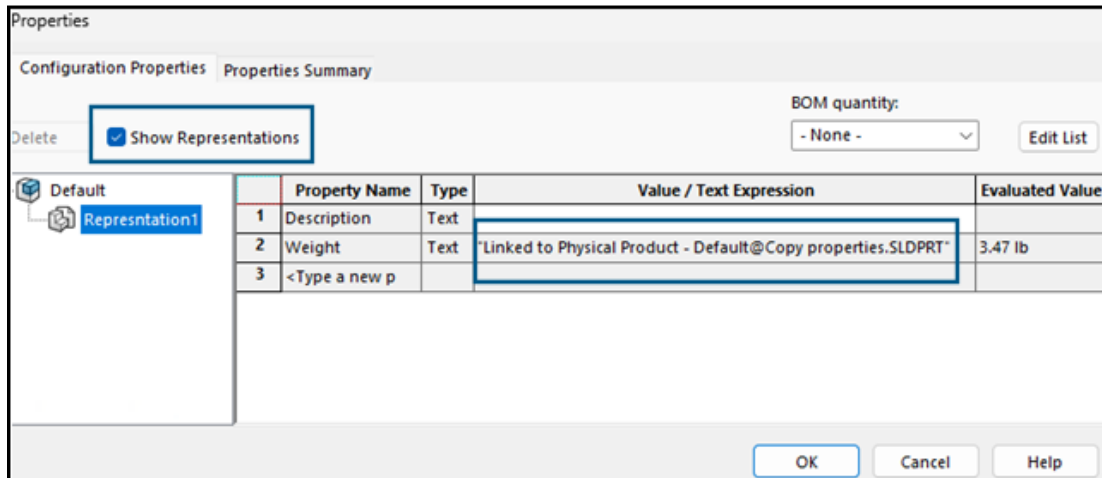 Properties
Configuration Properties Properties Summary
BOM quantity:
Delete Show Representations - None - Edit List
Default
Represntation1
Property Name Type Value / Text Expression Evaluated Value
1 Description Text
2 Weight Text "Linked to Physical Product - Default@Copy properties.SLDPRT" 3.47 lb
3 <Type a new p
OK Cancel Help